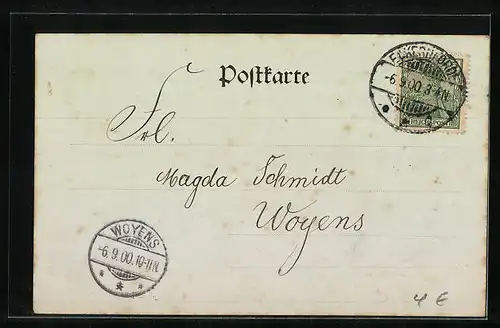 Postkarte
-6.9.00.3-4N.
Frl.
Magda Schmidt
Woyens
WOYENS
-6.9.00.10-11N.
4 €